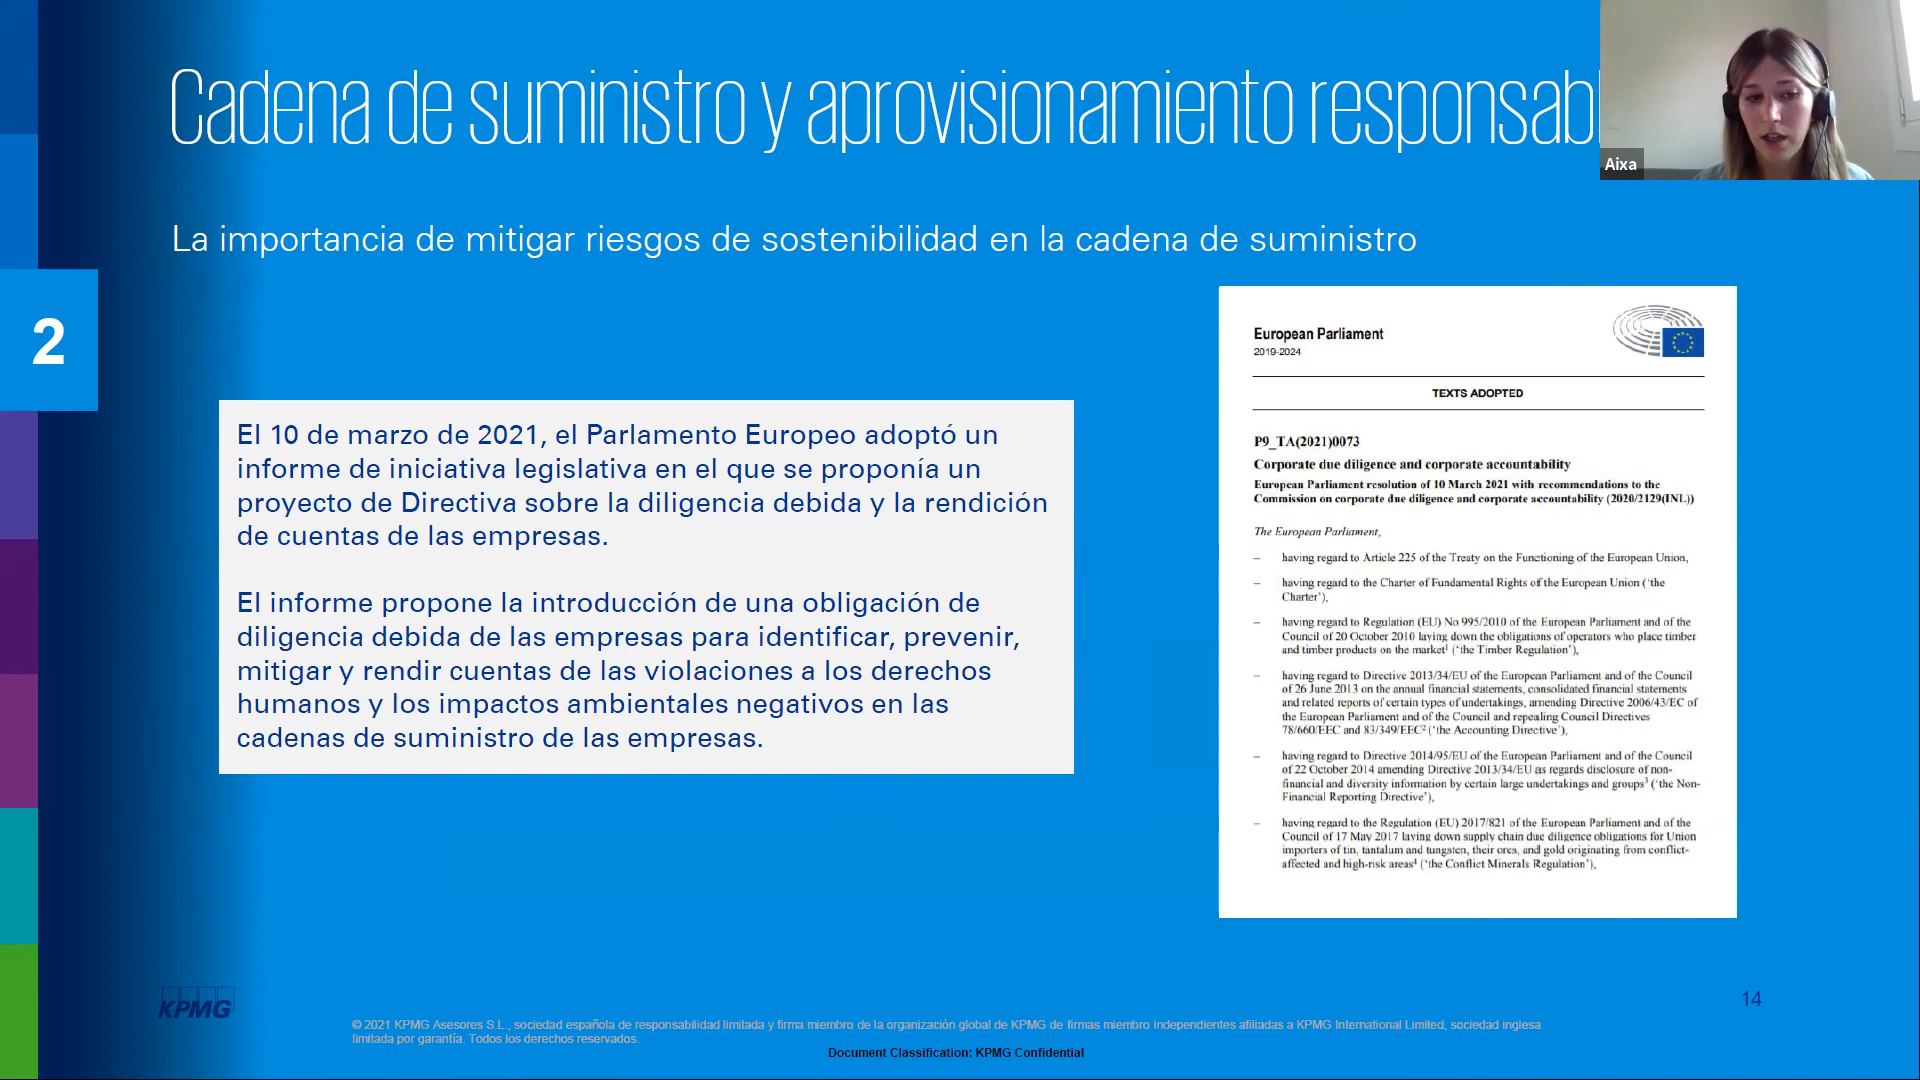 Cadena de suministro y aprovisionamiento responsab
Aixa
La importancia de mitigar riesgos de sostenibilidad en la cadena de suministro
2
El 10 de marzo de 2021, el Parlamento Europeo adoptó un
informe de iniciativa legislativa en el que se proponía un
proyecto de Directiva sobre la diligencia debida y la rendición
de cuentas de las empresas.
El informe propone la introducción de una obligación de
diligencia debida de las empresas para identificar, prevenir,
mitigar y rendir cuentas de las violaciones a los derechos
humanos y los impactos ambientales negativos en las
cadenas de suministro de las empresas.
European Parliament
2019-2024
TEXTS ADOPTED
P9_TA(2021)0073
Corporate due diligence and corporate accountability
European Parliament resolution of 10 March 2021 with recommendations to the
Commission on corporate due diligence and corporate accountability (2020/2129(INL))
The European Parliament,
– having regard to Article 225 of the Treaty on the Functioning of the European Union,
– having regard to the Charter of Fundamental Rights of the European Union (‘the
Charter’),
– having regard to Regulation (EU) No 995/2010 of the European Parliament and of the
Council of 20 October 2010 laying down the obligations of operators who place timber
and timber products on the market¹ (‘the Timber Regulation’),
– having regard to Directive 2013/34/EU of the European Parliament and of the Council
of 26 June 2013 on the annual financial statements, consolidated financial statements
and related reports of certain types of undertakings, amending Directive 2006/43/EC of
the European Parliament and of the Council and repealing Council Directives
78/660/EEC and 83/349/EEC² (‘the Accounting Directive’),
– having regard to Directive 2014/95/EU of the European Parliament and of the Council
of 22 October 2014 amending Directive 2013/34/EU as regards disclosure of non-
financial and diversity information by certain large undertakings and groups³ (‘the Non-
Financial Reporting Directive’),
– having regard to the Regulation (EU) 2017/821 of the European Parliament and of the
Council of 17 May 2017 laying down supply chain due diligence obligations for Union
importers of tin, tantalum and tungsten, their ores, and gold originating from conflict-
affected and high-risk areas⁴ (‘the Conflict Minerals Regulation’),
KPMG
14
© 2021 KPMG Asesores S.L., sociedad española de responsabilidad limitada y firma miembro de la organización global de KPMG de firmas miembro independientes afiliadas a KPMG International Limited, sociedad inglesa
limitada por garantía. Todos los derechos reservados.
Document Classification: KPMG Confidential